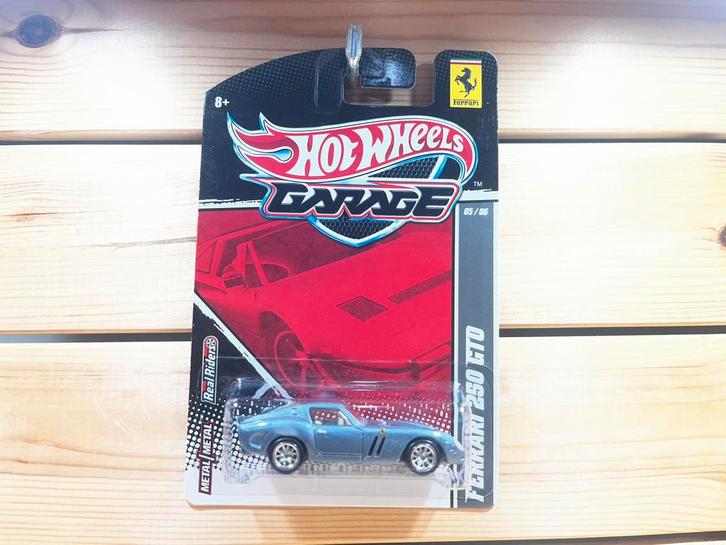 8+
Ferrari
HOT WHEELS
GARAGE
TM
05 / 06
Real Riders
METAL / METAL
FERRARI 250 GTO